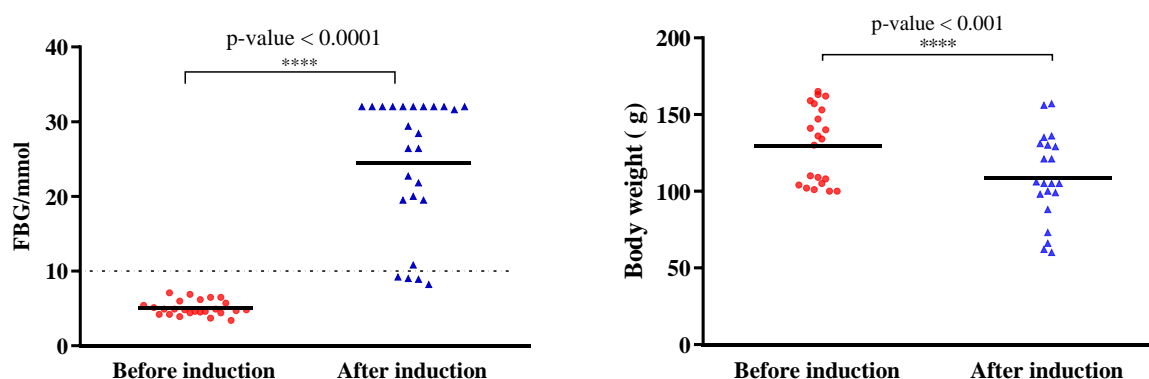 p-value < 0.0001
****
40
30
20
10
0
FBG/mmol
Before induction
After induction
p-value < 0.001
****
200
150
100
50
0
Body weight ( g)
Before induction
After induction